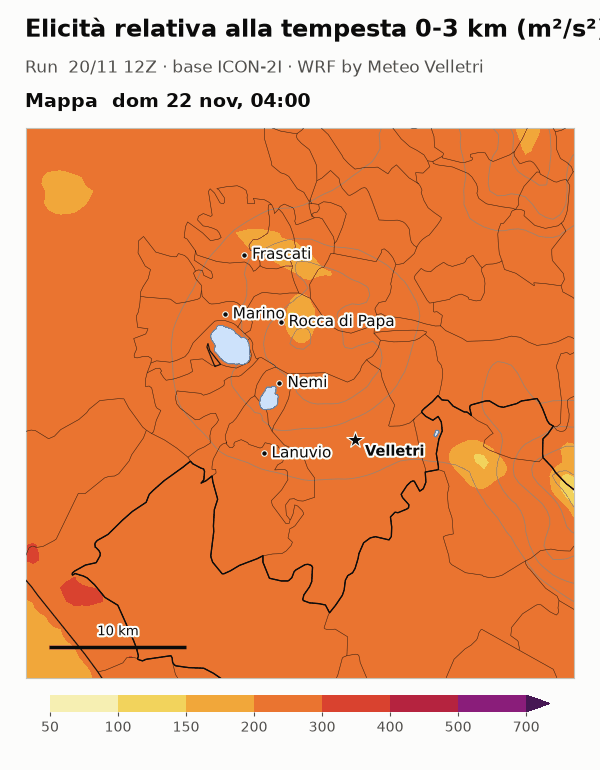 Elicità relativa alla tempesta 0-3 km (m²/s²)
Run  20/11 12Z · base ICON-2I · WRF by Meteo Velletri
Mappa  dom 22 nov, 04:00
Frascati
Marino
Rocca di Papa
Nemi
Velletri
Lanuvio
10 km
50 100 150 200 300 400 500 700